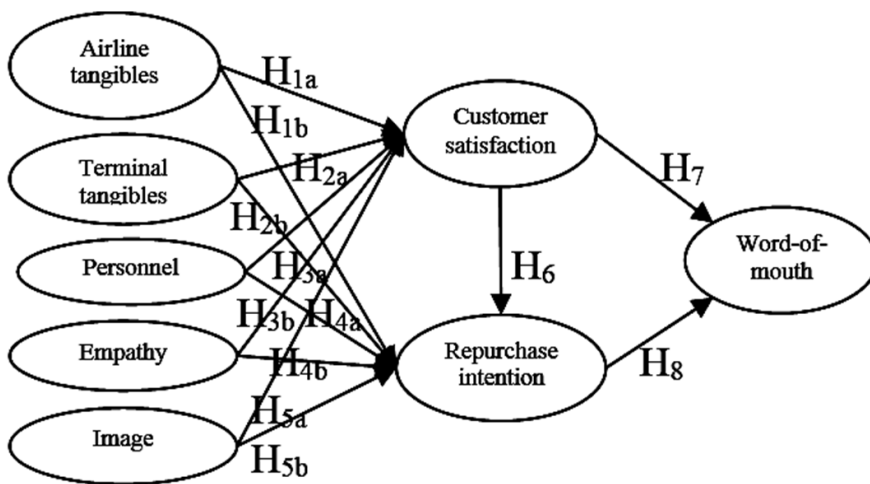 Airline
tangibles
Terminal
tangibles
Personnel
Empathy
Image
H1a
H1b
H2a
H2b
H3a
H3b
H4a
H4b
H5a
H5b
Customer
satisfaction
H6
Repurchase
intention
H7
H8
Word-of-
mouth